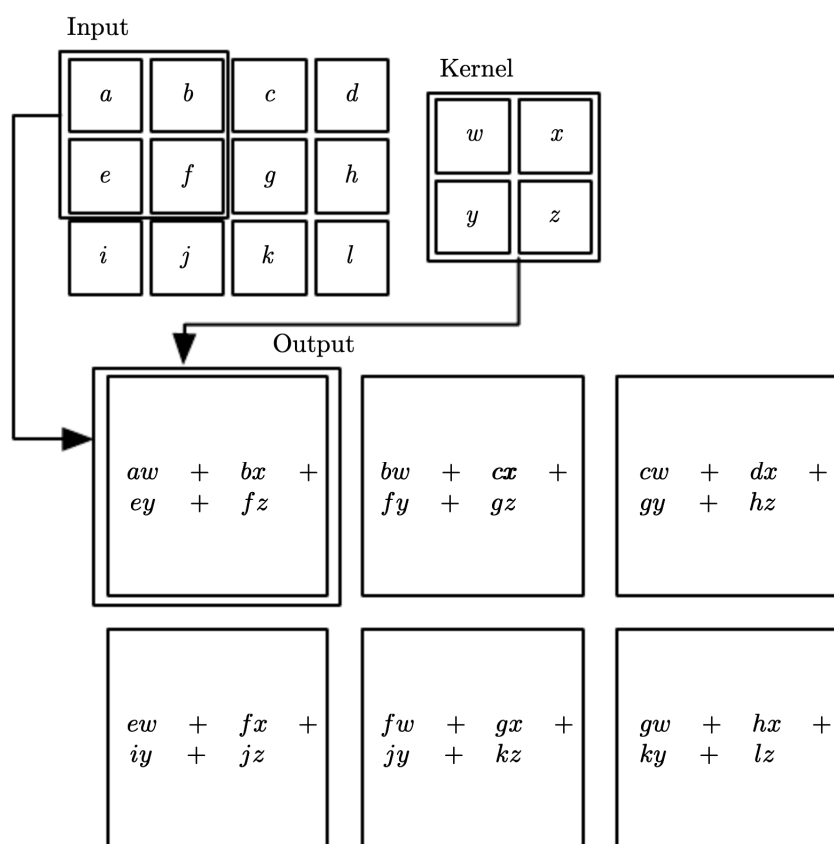 Input
Kernel
a b c d
w x
e f g h
y z
i j k l
Output
aw + bx +
ey + fz
bw + cx +
fy + gz
cw + dx +
gy + hz
ew + fx +
iy + jz
fw + gx +
jy + kz
gw + hx +
ky + lz